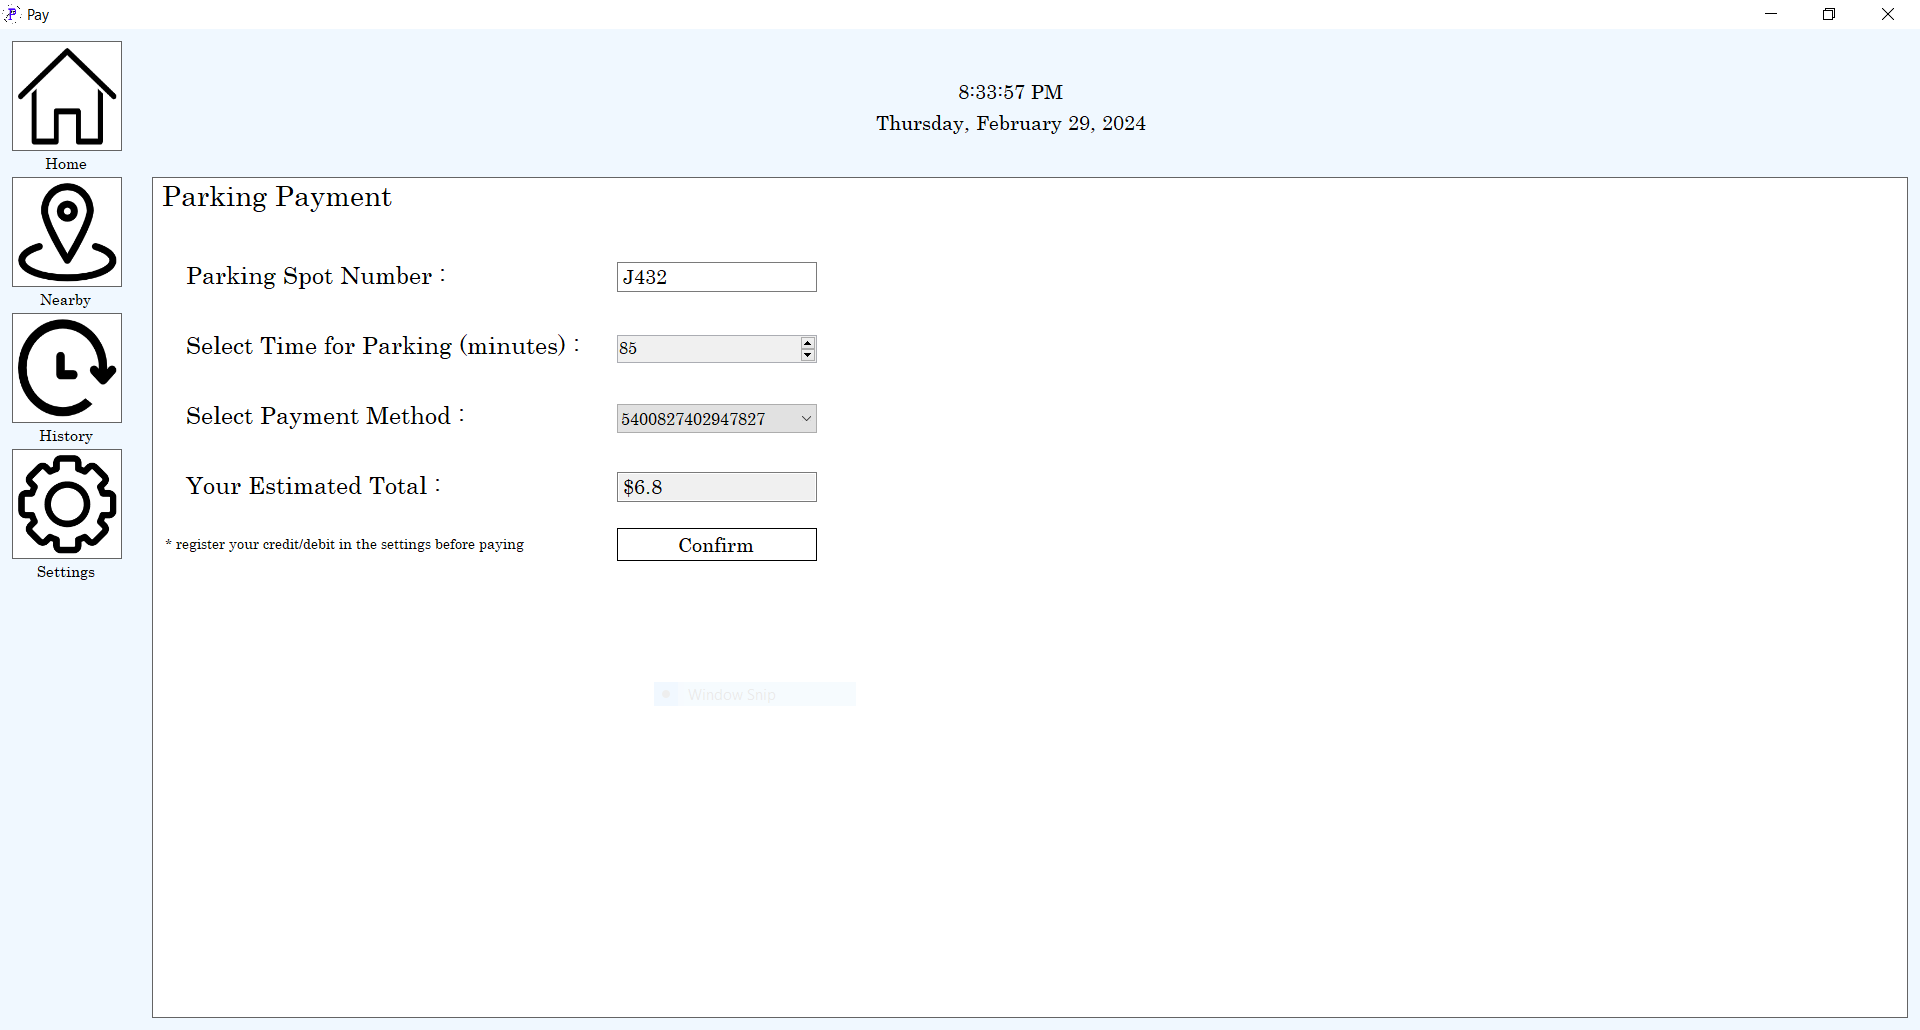 Pay
8:33:57 PM
Thursday, February 29, 2024
Home
Nearby
History
Settings
Parking Payment
Parking Spot Number : J432
Select Time for Parking (minutes) : 85
Select Payment Method : 5400827402947827
Your Estimated Total : $6.8
* register your credit/debit in the settings before paying
Confirm
Window Snip